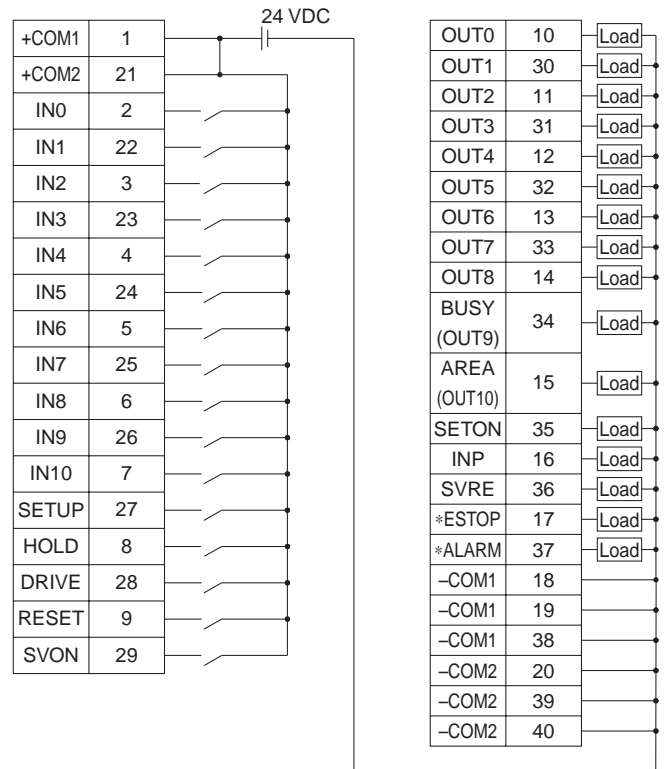 24 VDC
+COM1 1
+COM2 21
IN0 2
IN1 22
IN2 3
IN3 23
IN4 4
IN5 24
IN6 5
IN7 25
IN8 6
IN9 26
IN10 7
SETUP 27
HOLD 8
DRIVE 28
RESET 9
SVON 29
OUT0 10 Load
OUT1 30 Load
OUT2 11 Load
OUT3 31 Load
OUT4 12 Load
OUT5 32 Load
OUT6 13 Load
OUT7 33 Load
OUT8 14 Load
BUSY
(OUT9) 34 Load
AREA
(OUT10) 15 Load
SETON 35 Load
INP 16 Load
SVRE 36 Load
*ESTOP 17 Load
*ALARM 37 Load
–COM1 18
–COM1 19
–COM1 38
–COM2 20
–COM2 39
–COM2 40